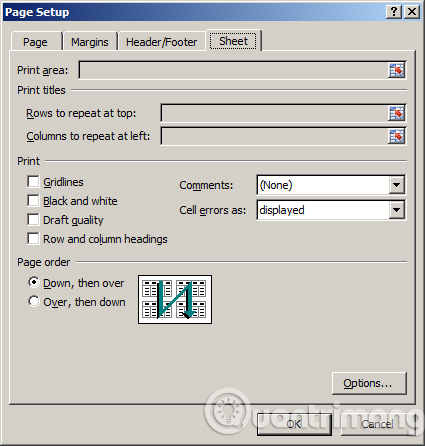 Page Setup
Page Margins Header/Footer Sheet
Print area:
Print titles
Rows to repeat at top:
Columns to repeat at left:
Print
Gridlines
Comments: (None)
Black and white
Cell errors as: displayed
Draft quality
Row and column headings
Page order
Down, then over
Over, then down
Options...
Quantrimang
OK Cancel